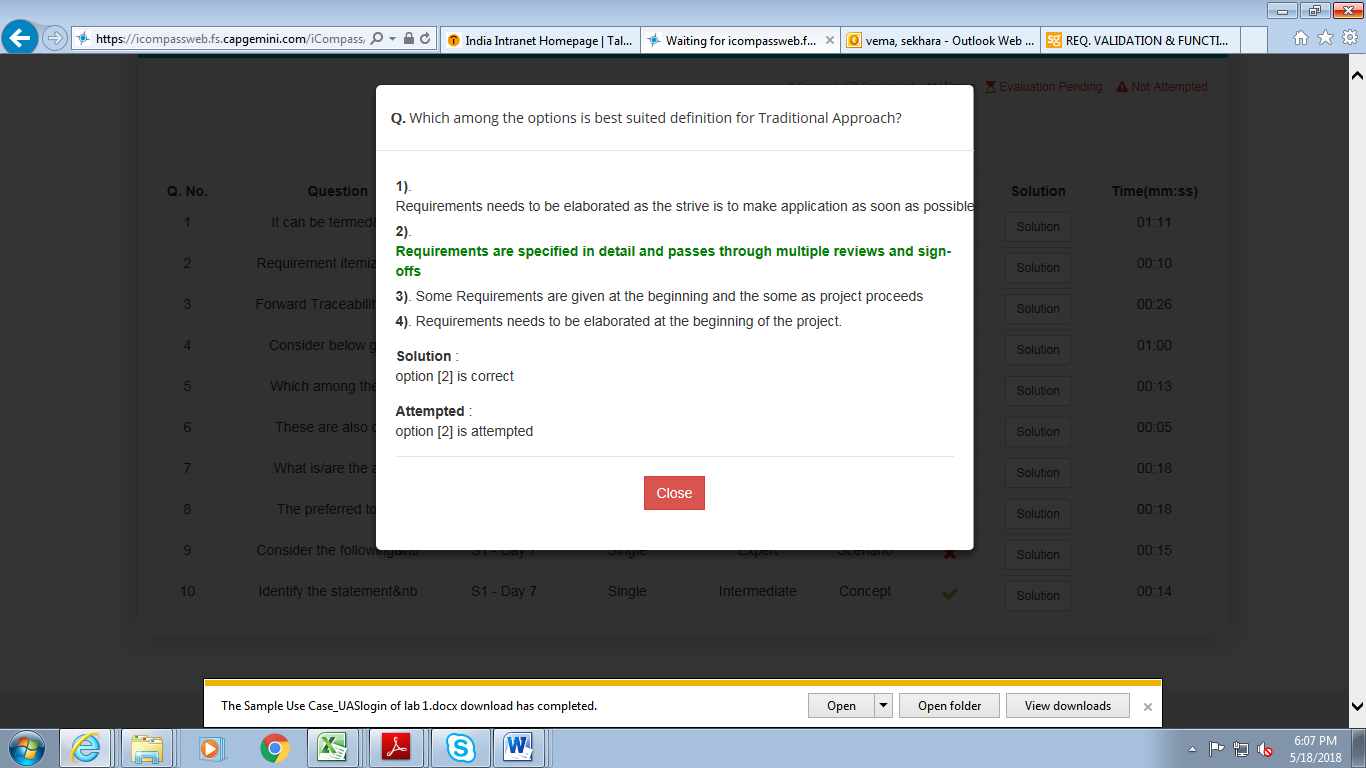 https://icompassweb.fs.capgemini.com/iCompass/
India Intranet Homepage | Tal...
Waiting for icompassweb.f...
vema, sekhara - Outlook Web ...
REQ. VALIDATION & FUNCTI...
Evaluation Pending
Not Attempted
Q. Which among the options is best suited definition for Traditional Approach?
1).
Requirements needs to be elaborated as the strive is to make application as soon as possible
2).
Requirements are specified in detail and passes through multiple reviews and sign-
offs
3). Some Requirements are given at the beginning and the some as project proceeds
4). Requirements needs to be elaborated at the beginning of the project.
Solution :
option [2] is correct
Attempted :
option [2] is attempted
Close
Q. No. Question Solution Time(mm:ss)
1 It can be termed& Solution 01:11
2 Requirement itemiz Solution 00:10
3 Forward Traceabilit Solution 00:26
4 Consider below g Solution 01:00
5 Which among the Solution 00:13
6 These are also Solution 00:05
7 What is/are the a Solution 00:18
8 The preferred to Solution 00:18
9 Consider the following&nb S1 - Day 7 Single Expert Scenario Solution 00:15
10 Identify the statement&nb S1 - Day 7 Single Intermediate Concept Solution 00:14
The Sample Use Case_UASlogin of lab 1.docx download has completed.
Open
Open folder
View downloads
6:07 PM
5/18/2018